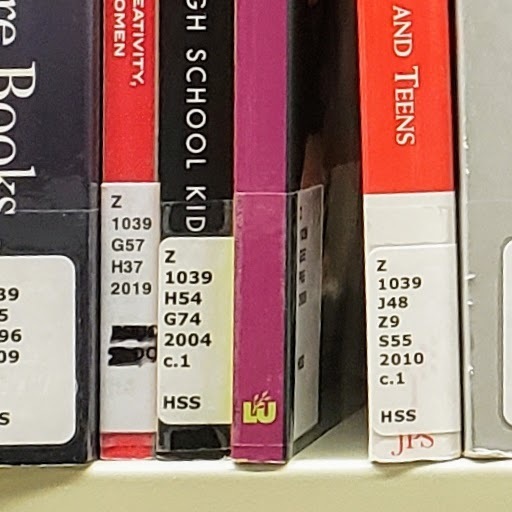 re Books
39
5
96
09
S
EATIVITY,
OMEN
Z
1039
G57
H37
2019
GH SCHOOL KID
Z
1039
H54
G74
2004
c.1
HSS
LU
AND TEENS
Z
1039
J48
Z9
S55
2010
c.1
HSS
JPS